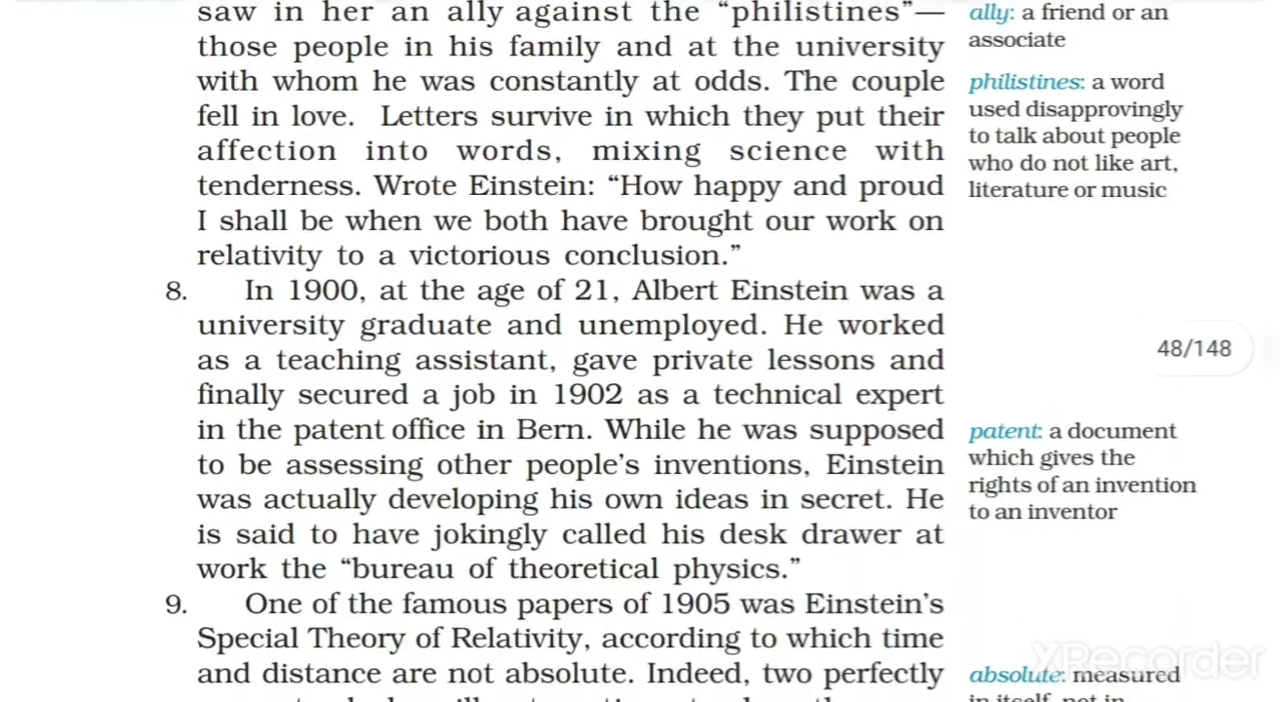 saw in her an ally against the “philistines”—
those people in his family and at the university
with whom he was constantly at odds. The couple
fell in love. Letters survive in which they put their
affection into words, mixing science with
tenderness. Wrote Einstein: “How happy and proud
I shall be when we both have brought our work on
relativity to a victorious conclusion.”
8. In 1900, at the age of 21, Albert Einstein was a
university graduate and unemployed. He worked
as a teaching assistant, gave private lessons and
finally secured a job in 1902 as a technical expert
in the patent office in Bern. While he was supposed
to be assessing other people’s inventions, Einstein
was actually developing his own ideas in secret. He
is said to have jokingly called his desk drawer at
work the “bureau of theoretical physics.”
9. One of the famous papers of 1905 was Einstein’s
Special Theory of Relativity, according to which time
and distance are not absolute. Indeed, two perfectly
ally: a friend or an
associate
philistines: a word
used disapprovingly
to talk about people
who do not like art,
literature or music
48/148
patent: a document
which gives the
rights of an invention
to an inventor
absolute: measured
in itself, not in
XRecorder